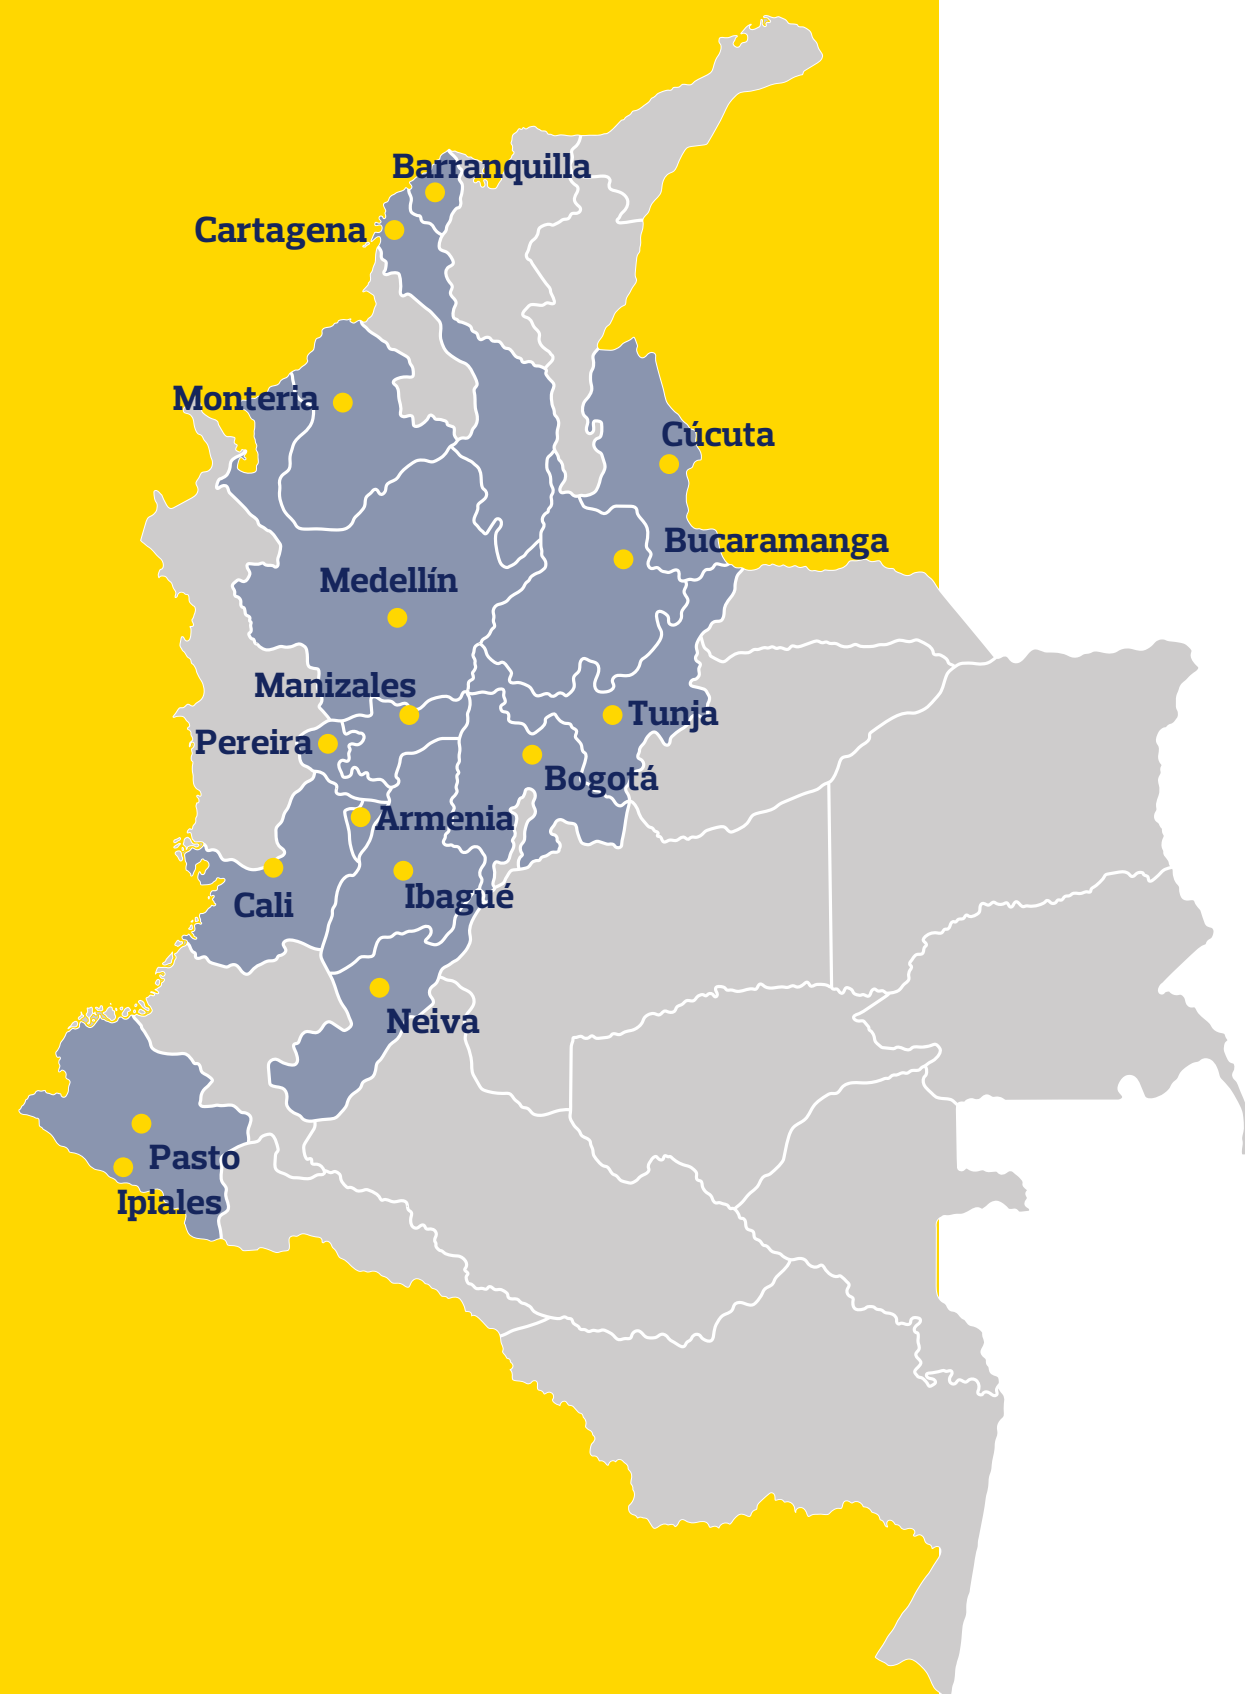 Barranquilla
Cartagena
Monteria
Cúcuta
Bucaramanga
Medellín
Manizales
Tunja
Pereira
Bogotá
Armenia
Ibagué
Cali
Neiva
Pasto
Ipiales